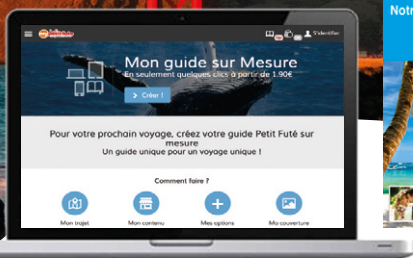 Notr
S'identifier
Mon guide sur Mesure
En seulement quelques clics à partir de 1.90€
> Créer !
Pour votre prochain voyage, créez votre guide Petit Futé sur
mesure
Un guide unique pour un voyage unique !
Comment faire ?
Mon trajet Mon contenu Mes options Ma couverture